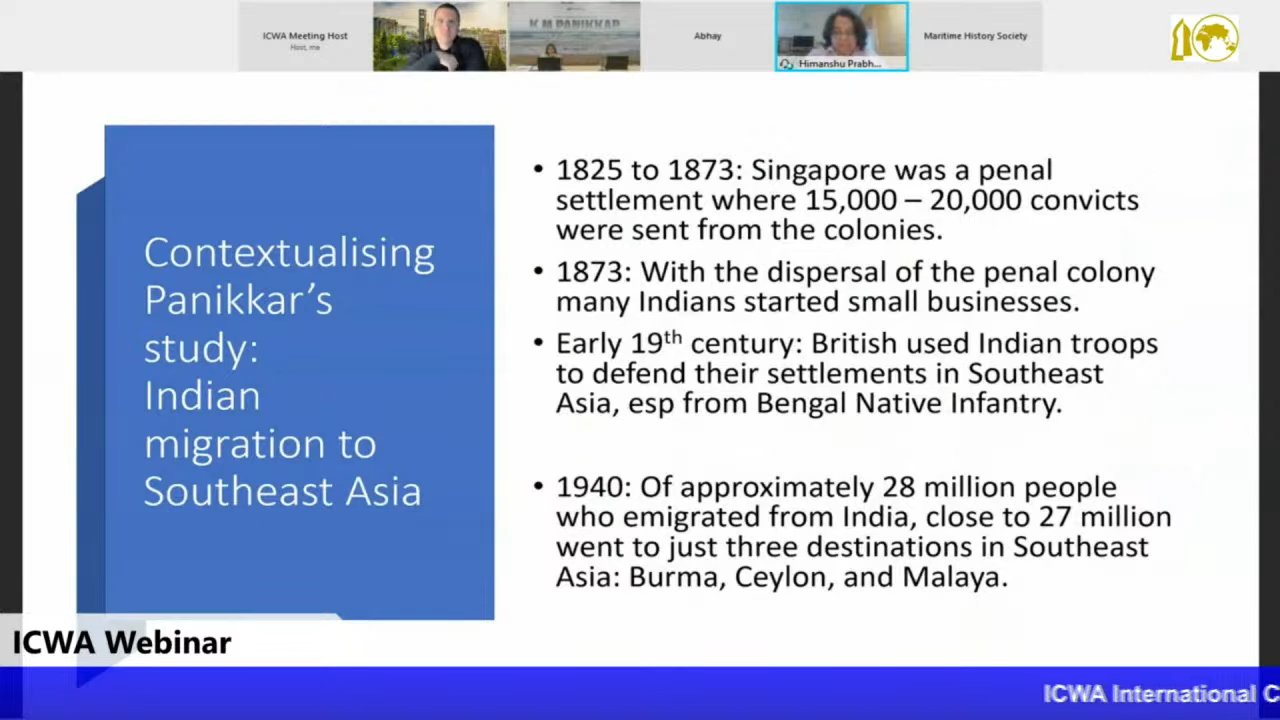 ICWA Meeting Host
Host, me
K M PANIKKAR
Abhay
Himanshu Prabh...
Maritime History Society
10
Contextualising
Panikkar’s
study:
Indian
migration to
Southeast Asia
• 1825 to 1873: Singapore was a penal
settlement where 15,000 – 20,000 convicts
were sent from the colonies.
• 1873: With the dispersal of the penal colony
many Indians started small businesses.
• Early 19th century: British used Indian troops
to defend their settlements in Southeast
Asia, esp from Bengal Native Infantry.
• 1940: Of approximately 28 million people
who emigrated from India, close to 27 million
went to just three destinations in Southeast
Asia: Burma, Ceylon, and Malaya.
ICWA Webinar
ICWA International C